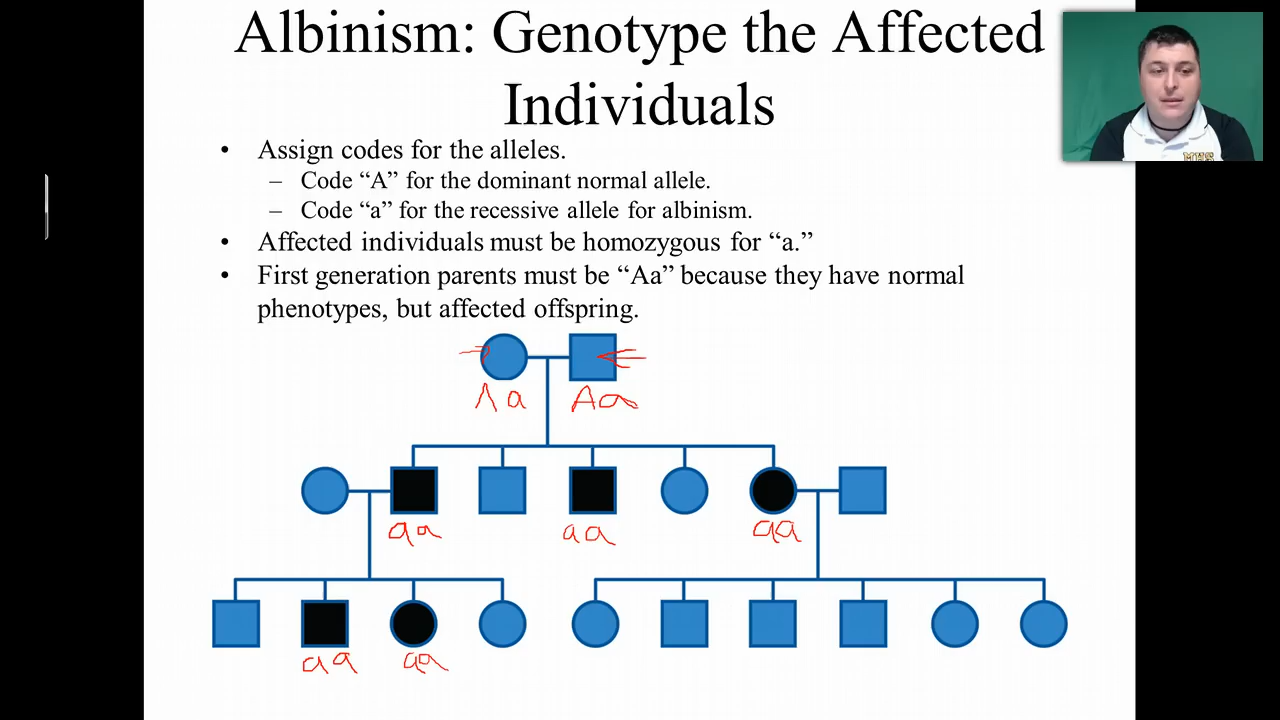 Albinism: Genotype the Affected
Individuals
• Assign codes for the alleles.
– Code “A” for the dominant normal allele.
– Code “a” for the recessive allele for albinism.
• Affected individuals must be homozygous for “a.”
• First generation parents must be “Aa” because they have normal
phenotypes, but affected offspring.
MHS
Aa Aa
aa aa aa
aa aa